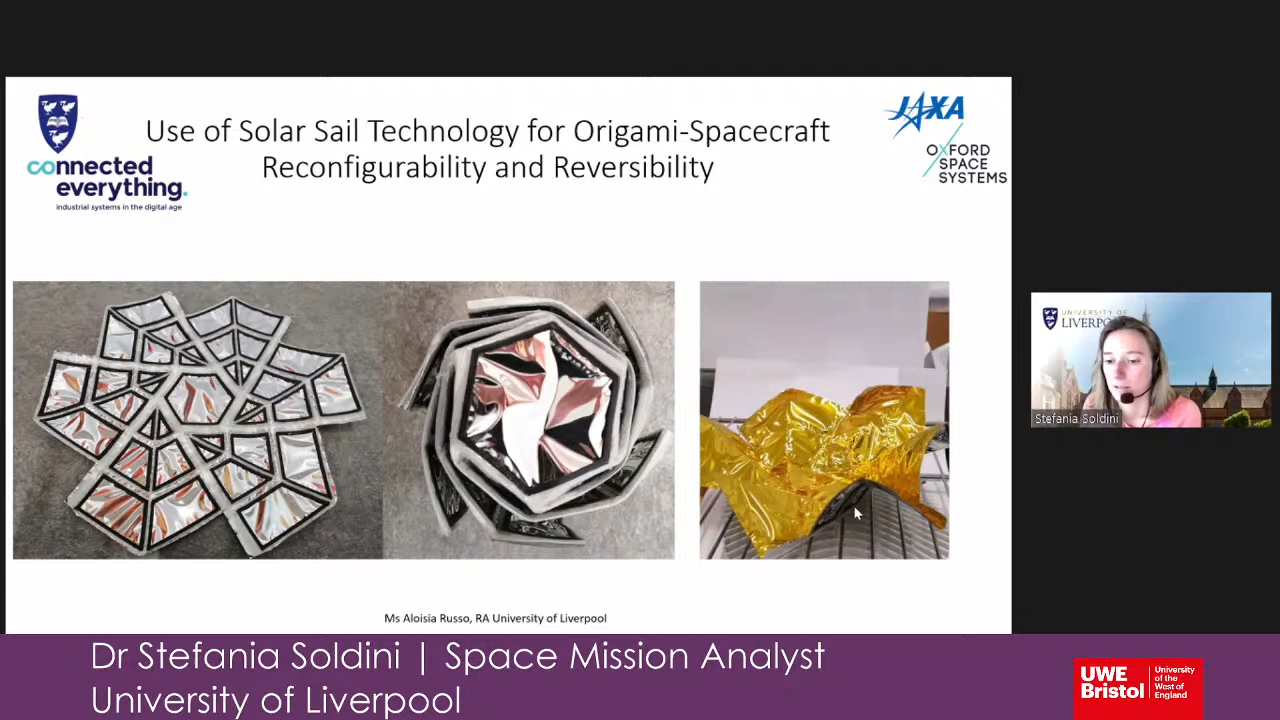 connected
everything.
industrial systems in the digital age
Use of Solar Sail Technology for Origami-Spacecraft
Reconfigurability and Reversibility
JAXA
OXFORD
SPACE
SYSTEMS
UNIVERSITY OF
LIVERPO
Stefania Soldini
Ms Aloisia Russo, RA University of Liverpool
Dr Stefania Soldini | Space Mission Analyst
University of Liverpool
UWE
Bristol
University
of the
West of
England